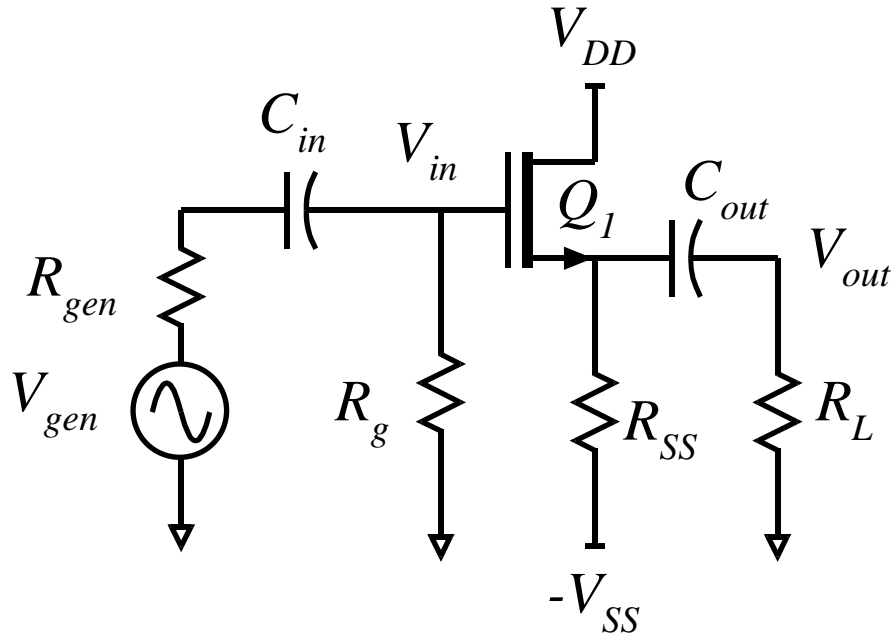 V_DD
C_in
V_in
Q_1
C_out
V_out
R_gen
V_gen
R_g
R_SS
R_L
-V_SS